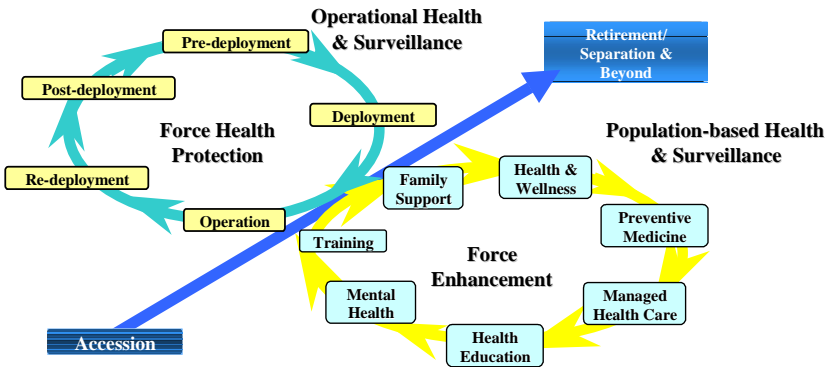 Operational Health
& Surveillance
Pre-deployment
Retirement/
Separation &
Beyond
Post-deployment
Deployment
Force Health
Protection
Population-based Health
& Surveillance
Re-deployment
Family
Support
Health &
Wellness
Operation
Preventive
Medicine
Training
Force
Enhancement
Mental
Health
Managed
Health Care
Accession
Health
Education